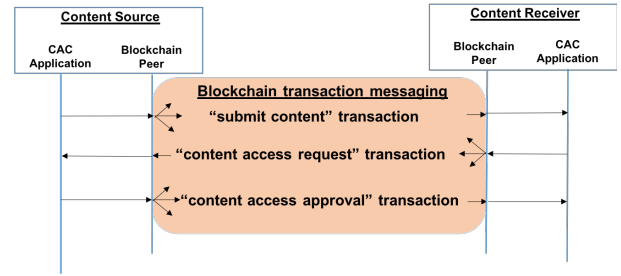 Content Source
Content Receiver
CAC Application
Blockchain Peer
Blockchain Peer
CAC Application
Blockchain transaction messaging
“submit content” transaction
“content access request” transaction
“content access approval” transaction